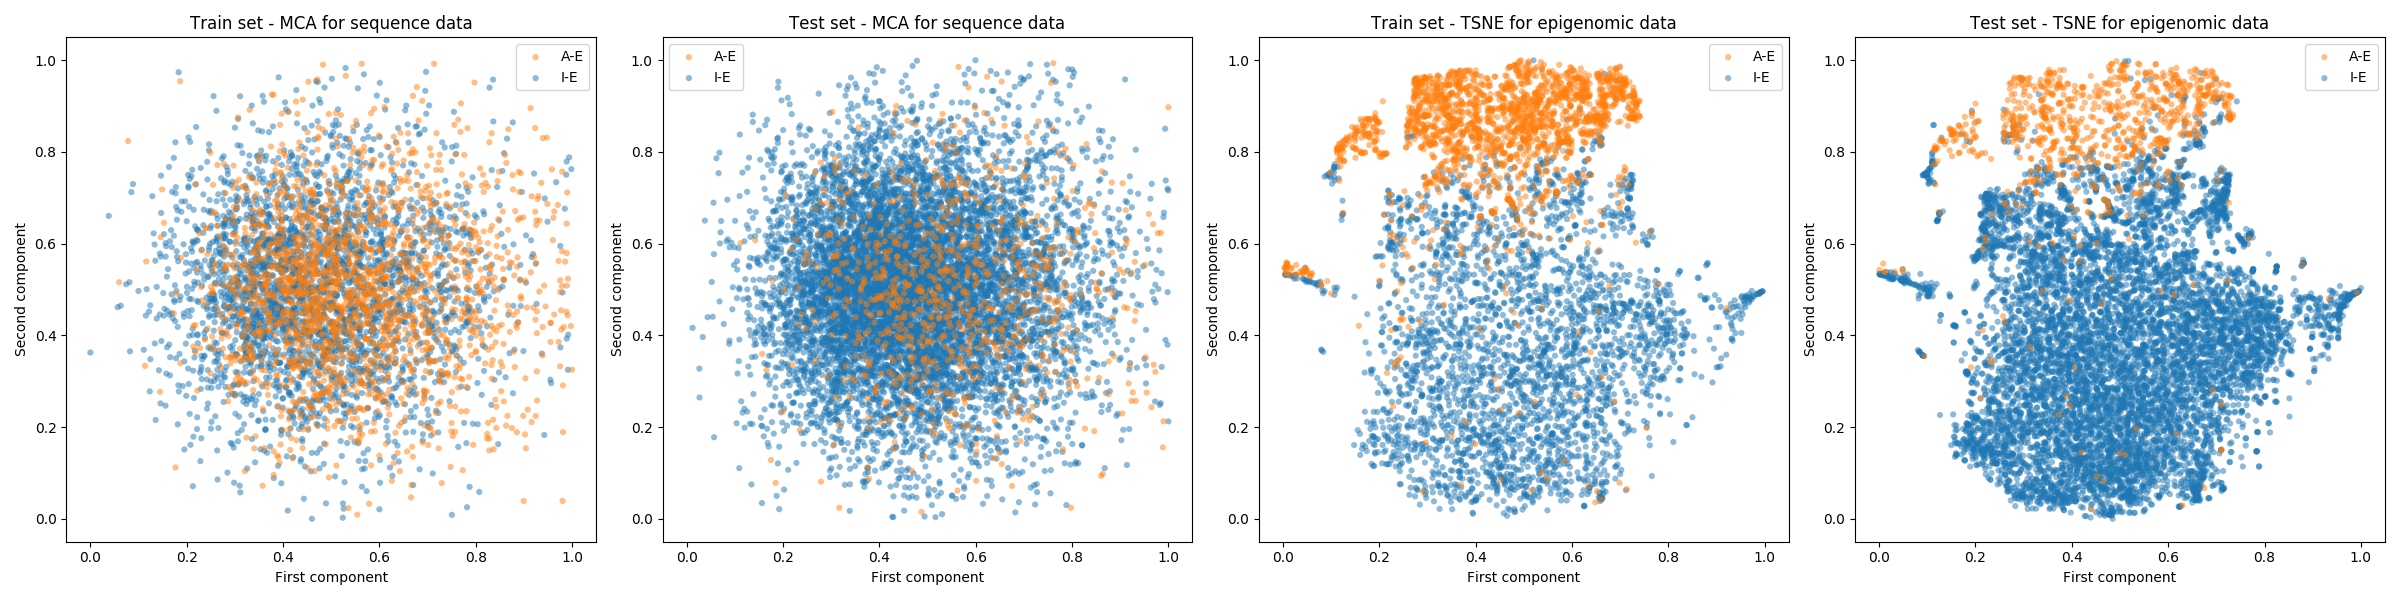 Train set - MCA for sequence data
A-E
I-E
1.0
0.8
0.6
0.4
0.2
0.0
Second component
0.0 0.2 0.4 0.6 0.8 1.0
First component
Test set - MCA for sequence data
A-E
I-E
1.0
0.8
0.6
0.4
0.2
0.0
Second component
0.0 0.2 0.4 0.6 0.8 1.0
First component
Train set - TSNE for epigenomic data
A-E
I-E
1.0
0.8
0.6
0.4
0.2
0.0
Second component
0.0 0.2 0.4 0.6 0.8 1.0
First component
Test set - TSNE for epigenomic data
A-E
I-E
1.0
0.8
0.6
0.4
0.2
0.0
Second component
0.0 0.2 0.4 0.6 0.8 1.0
First component